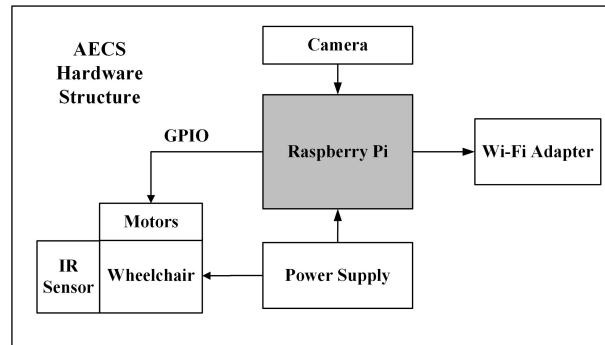 AECS
Hardware
Structure
Camera
GPIO
Raspberry Pi
Wi-Fi Adapter
Motors
IR
Sensor
Wheelchair
Power Supply